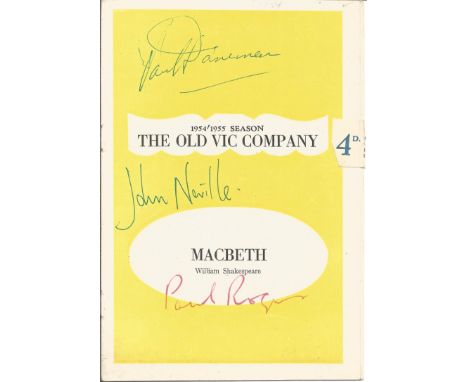 Paul Daneman
1954/1955 SEASON
THE OLD VIC COMPANY
4D.
John Neville.
MACBETH
William Shakespeare
Paul Rogers